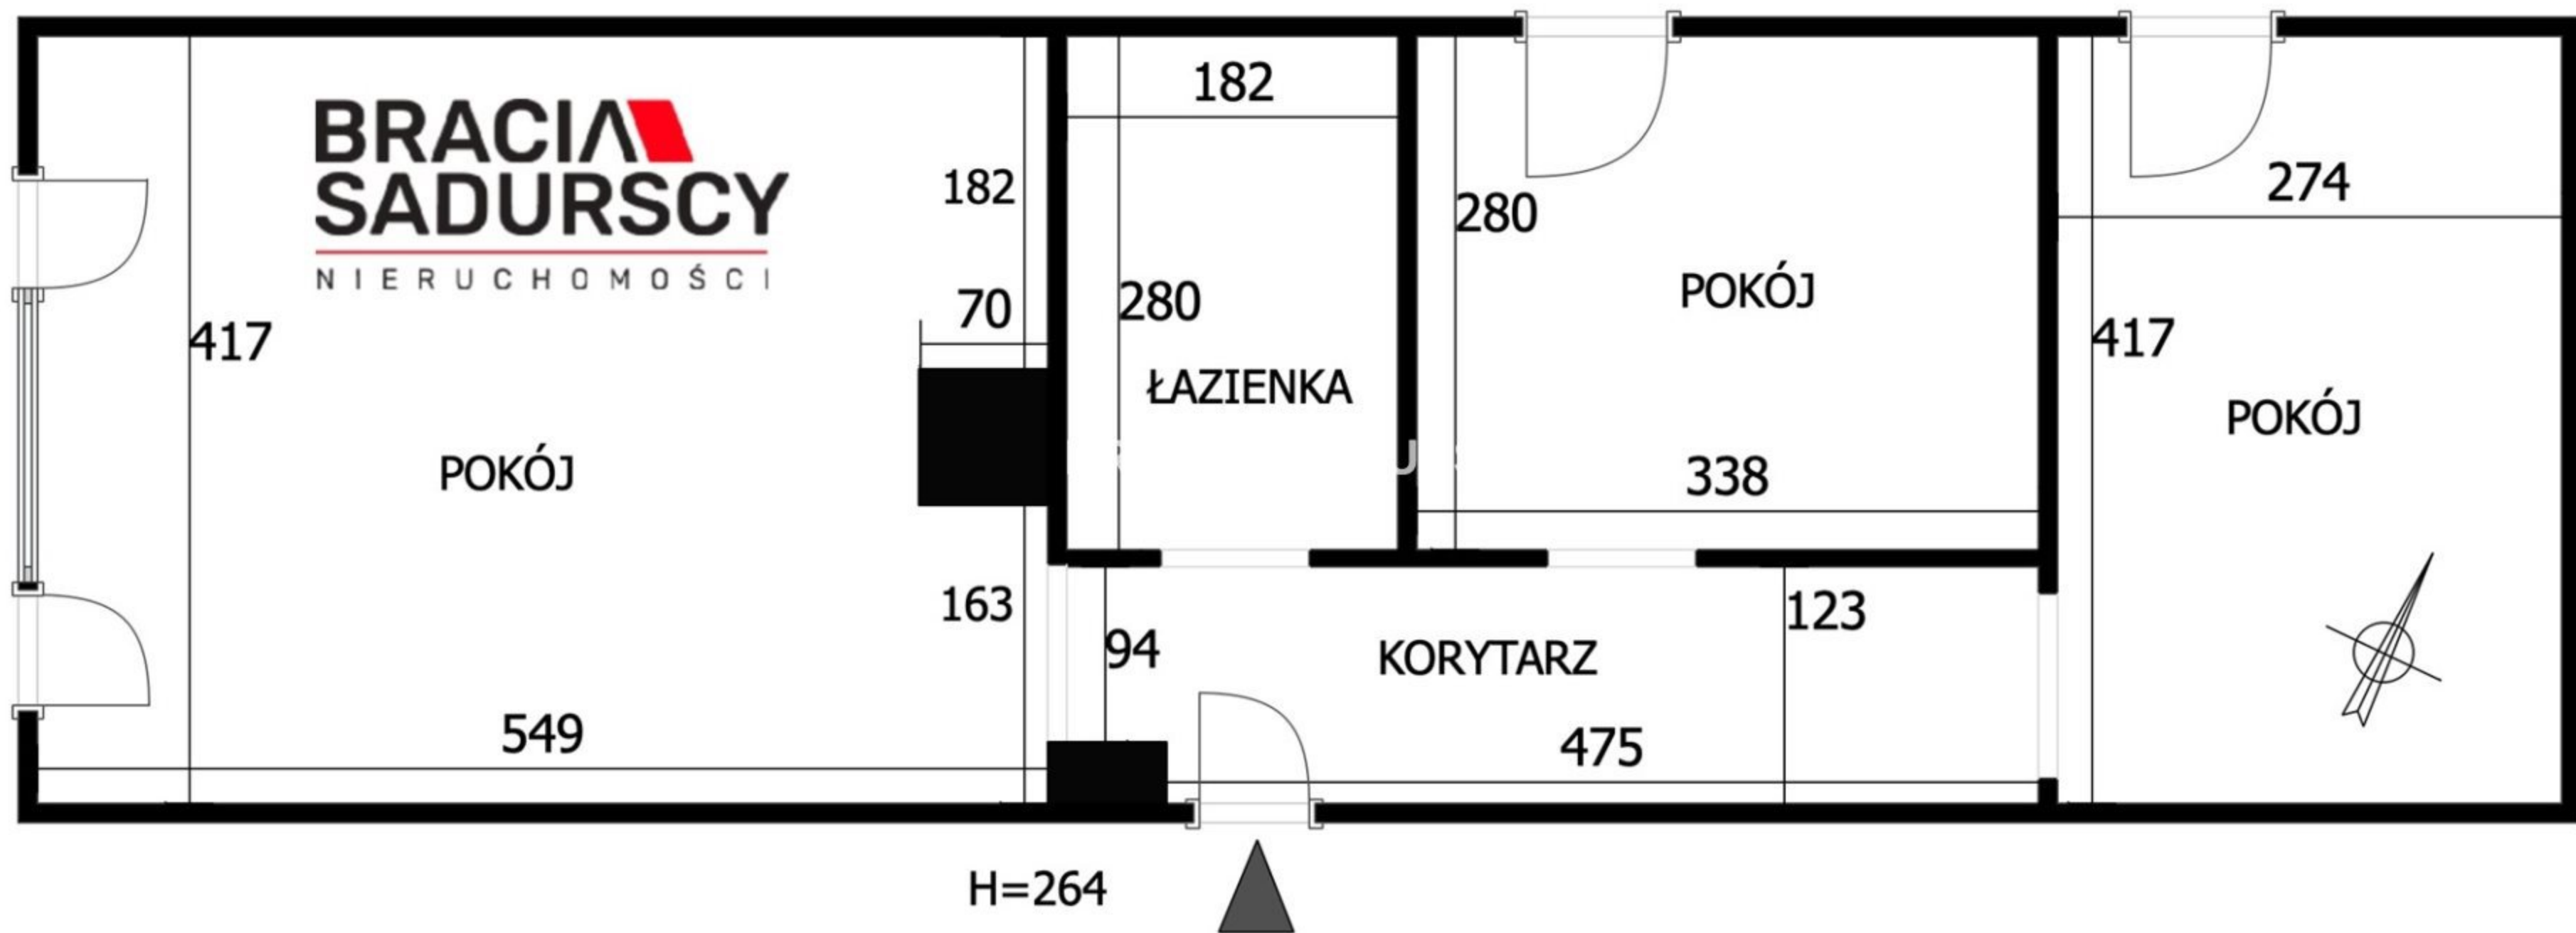 BRACIA
SADURSCY
NIERUCHOMOŚCI
182
182
274
280
280
70
417
417
POKÓJ
ŁAZIENKA
POKÓJ
POKÓJ
338
163
94
123
KORYTARZ
549
475
H=264